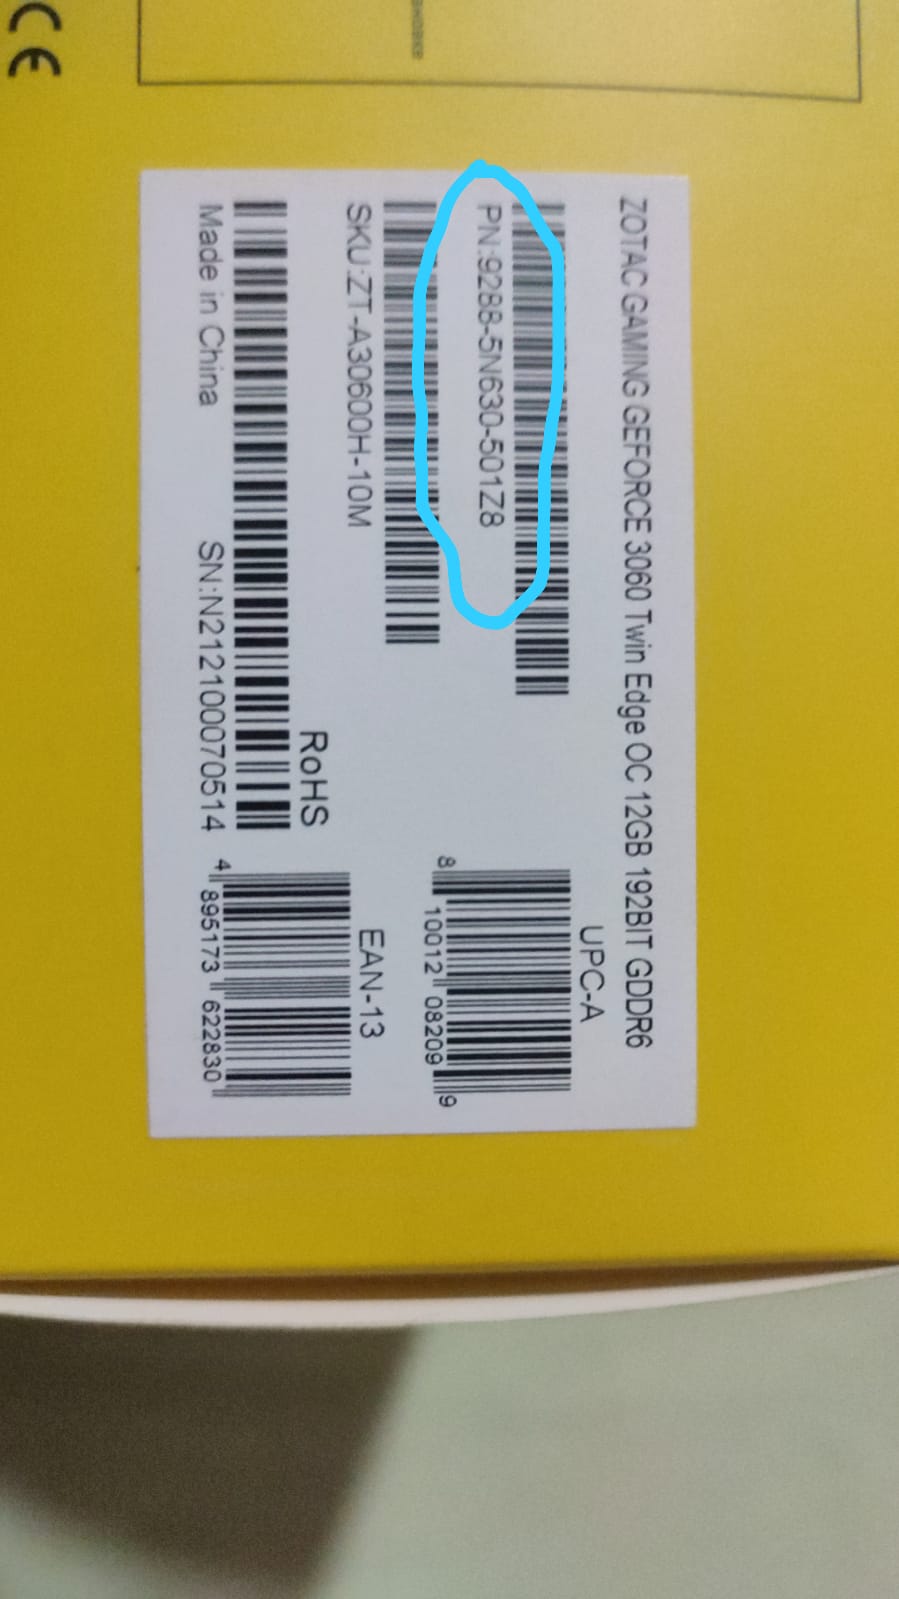 CE
ZOTAC GAMING GEFORCE 3060 Twin Edge OC 12GB 192BIT GDDR6
PN:9288-5N630-501Z8
UPC-A
8 10012 08209 9
SKU:ZT-A30600H-10M
RoHS
EAN-13
Made in China
SN:N212100070514
4 895173 622830